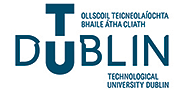 OLLSCOIL TEICNEOLAÍOCHTA
BHAILE ÁTHA CLIATH
TU
DUBLIN
TECHNOLOGICAL
UNIVERSITY DUBLIN